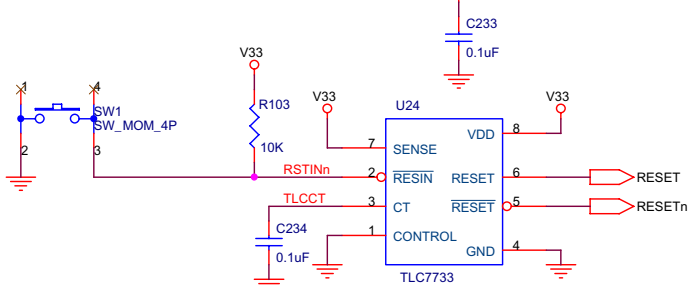 C233
0.1uF
V33
1
4
SW1
SW_MOM_4P
2
3
R103
10K
V33
U24
V33
7
SENSE
VDD
8
RSTINn
2
RESIN
RESET
6
RESET
TLCCT
3
CT
RESET
5
RESETn
C234
0.1uF
1
CONTROL
GND
4
TLC7733